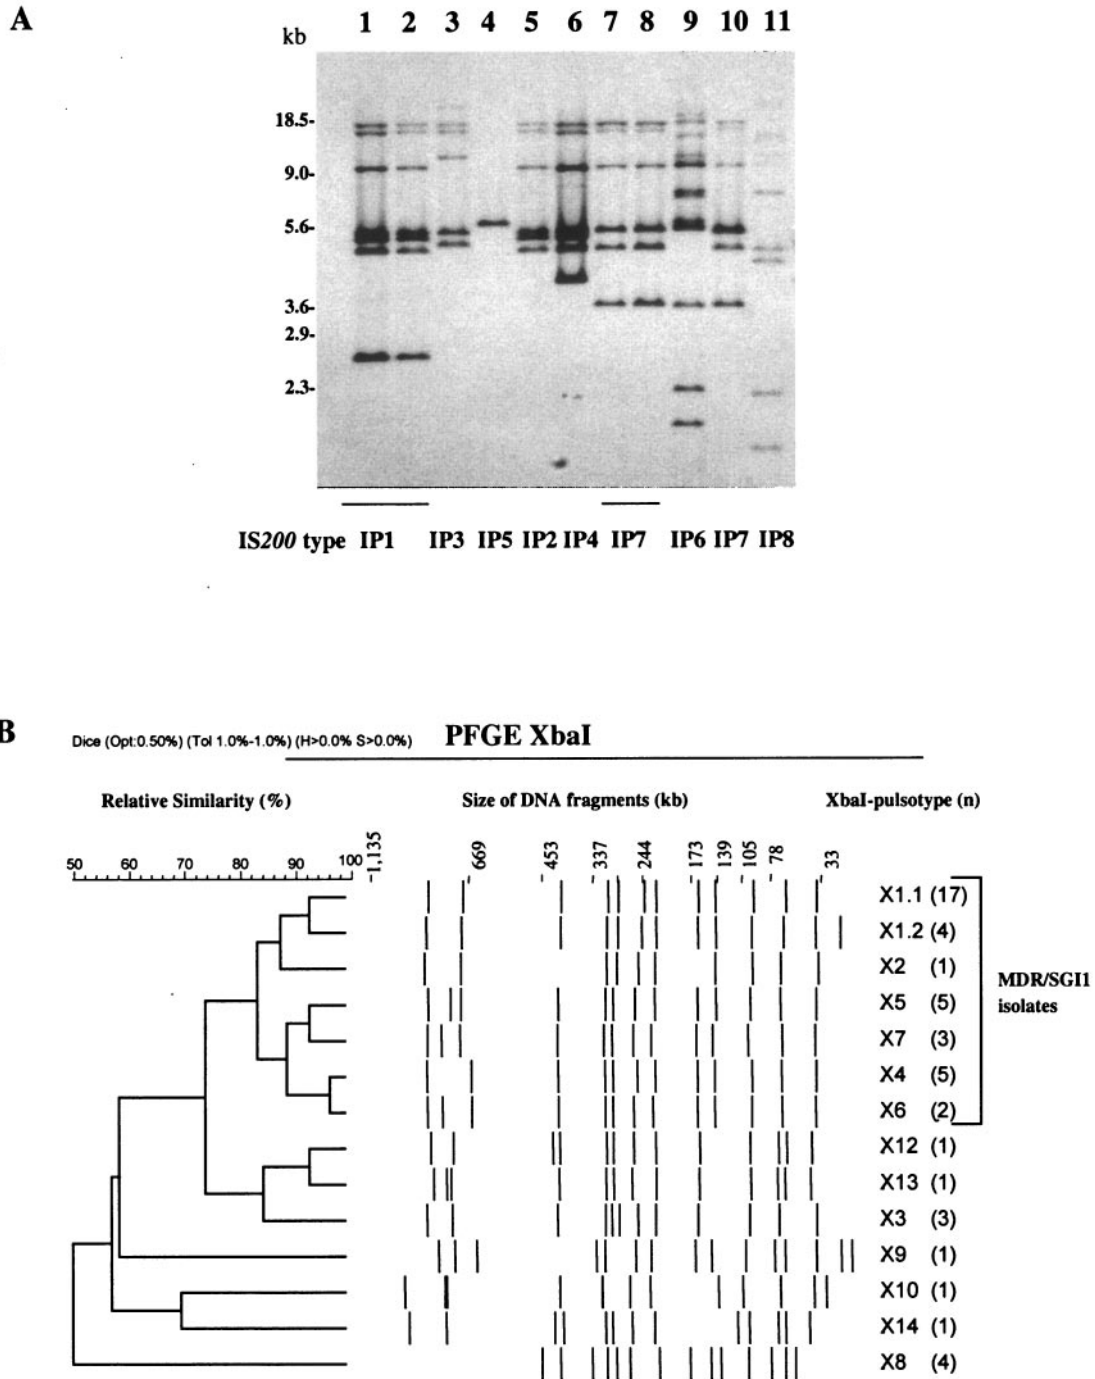 A
1 2 3 4 5 6 7 8 9 10 11
kb
18.5-
9.0-
5.6-
3.6-
2.9-
2.3-
IS200 type IP1 IP3 IP5 IP2 IP4 IP7 IP6 IP7 IP8
B
Dice (Opt:0.50%) (Tol 1.0%-1.0%) (H>0.0% S>0.0%) PFGE XbaI
Relative Similarity (%) Size of DNA fragments (kb) XbaI-pulsotype (n)
50 60 70 80 90 100 1,135 669 453 337 244 173 139 105 78 33
X1.1 (17)
X1.2 (4)
X2 (1)
X5 (5)
X7 (3)
X4 (5)
X6 (2)
MDR/SGI1
isolates
X12 (1)
X13 (1)
X3 (3)
X9 (1)
X10 (1)
X14 (1)
X8 (4)